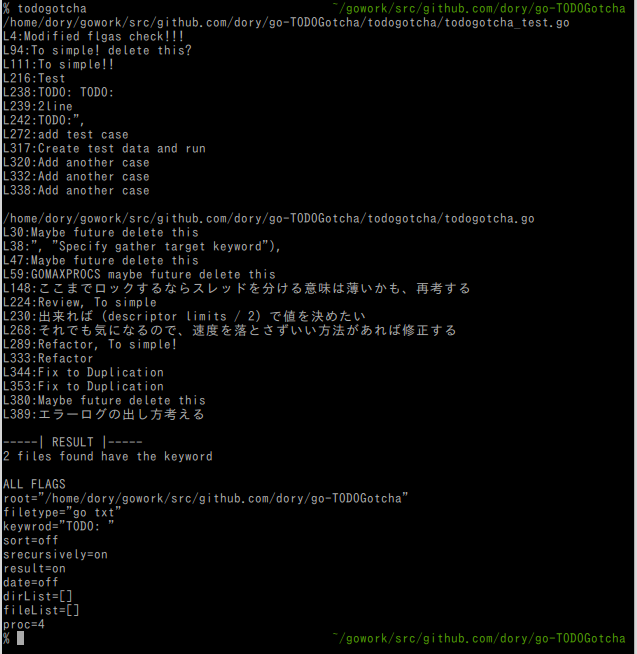 % todogotcha ~/gowork/src/github.com/dory/go-TODOGotcha
/home/dory/gowork/src/github.com/dory/go-TODOGotcha/todogotcha/todogotcha_test.go
L4:Modified flgas check!!!
L94:To simple! delete this?
L111:To simple!!
L216:Test
L238:TODO: TODO:
L239:2line
L242:TODO:",
L272:add test case
L317:Create test data and run
L320:Add another case
L332:Add another case
L338:Add another case
/home/dory/gowork/src/github.com/dory/go-TODOGotcha/todogotcha/todogotcha.go
L30:Maybe future delete this
L38:", "Specify gather target keyword"),
L47:Maybe future delete this
L59:GOMAXPROCS maybe future delete this
L148:ここまでロックするならスレッドを分ける意味は薄いかも、再考する
L224:Review, To simple
L230:出来れば (descriptor limits / 2) で値を決めたい
L268:それでも気になるので、速度を落とさずいい方法があれば修正する
L289:Refactor, To simple!
L333:Refactor
L344:Fix to Duplication
L353:Fix to Duplication
L380:Maybe future delete this
L389:エラーログの出し方考える
-----| RESULT |-----
2 files found have the keyword
ALL FLAGS
root="/home/dory/gowork/src/github.com/dory/go-TODOGotcha"
filetype="go txt"
keywrod="TODO: "
sort=off
srecursively=on
result=on
date=off
dirList=[]
fileList=[]
proc=4
% ~/gowork/src/github.com/dory/go-TODOGotcha